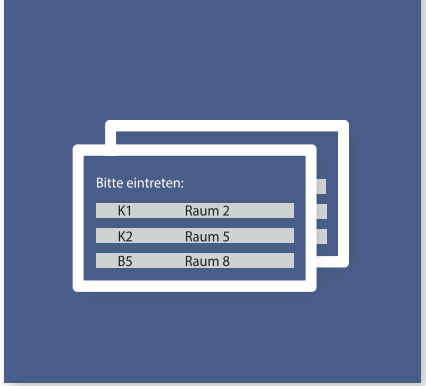 Bitte eintreten:
K1 Raum 2
K2 Raum 5
B5 Raum 8